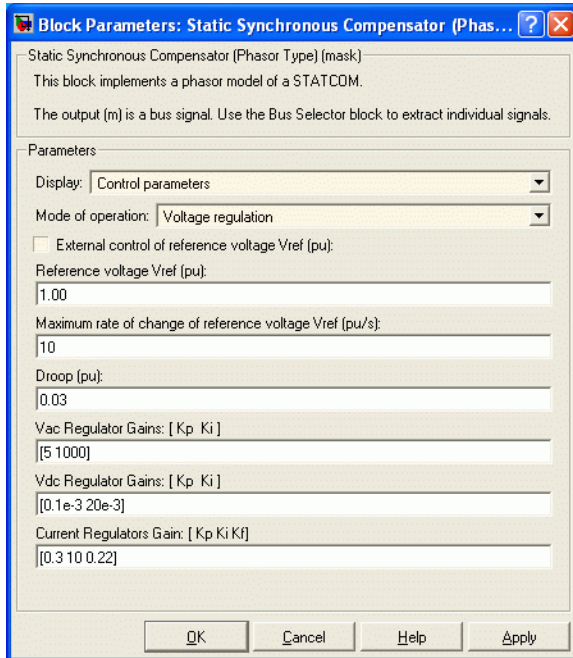 Block Parameters: Static Synchronous Compensator (Phasor Type) (Phas...
Static Synchronous Compensator (Phasor Type) (mask)
This block implements a phasor model of a STATCOM.
The output (m) is a bus signal. Use the Bus Selector block to extract individual signals.
Parameters
Display: Control parameters
Mode of operation: Voltage regulation
External control of reference voltage Vref (pu):
Reference voltage Vref (pu):
1.00
Maximum rate of change of reference voltage Vref (pu/s):
10
Droop (pu):
0.03
Vac Regulator Gains: [ Kp Ki ]
[5 1000]
Vdc Regulator Gains: [ Kp Ki ]
[0.1e-3 20e-3]
Current Regulators Gain: [ Kp Ki Kf]
[0.3 10 0.22]
OK Cancel Help Apply